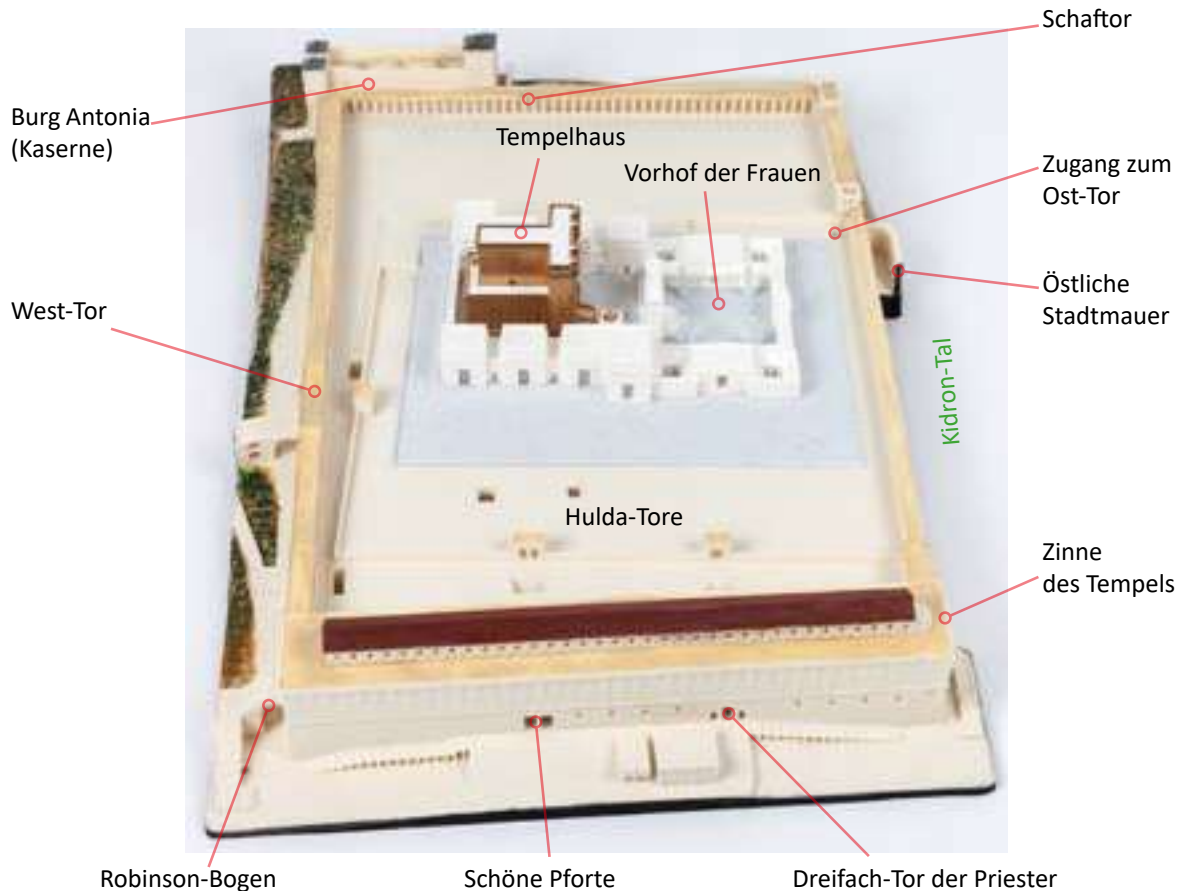 Schaftor
Burg Antonia
(Kaserne)
Tempelhaus
Vorhof der Frauen
Zugang zum
Ost-Tor
Östliche
Stadtmauer
West-Tor
Kidron-Tal
Hulda-Tore
Zinne
des Tempels
Robinson-Bogen
Schöne Pforte
Dreifach-Tor der Priester